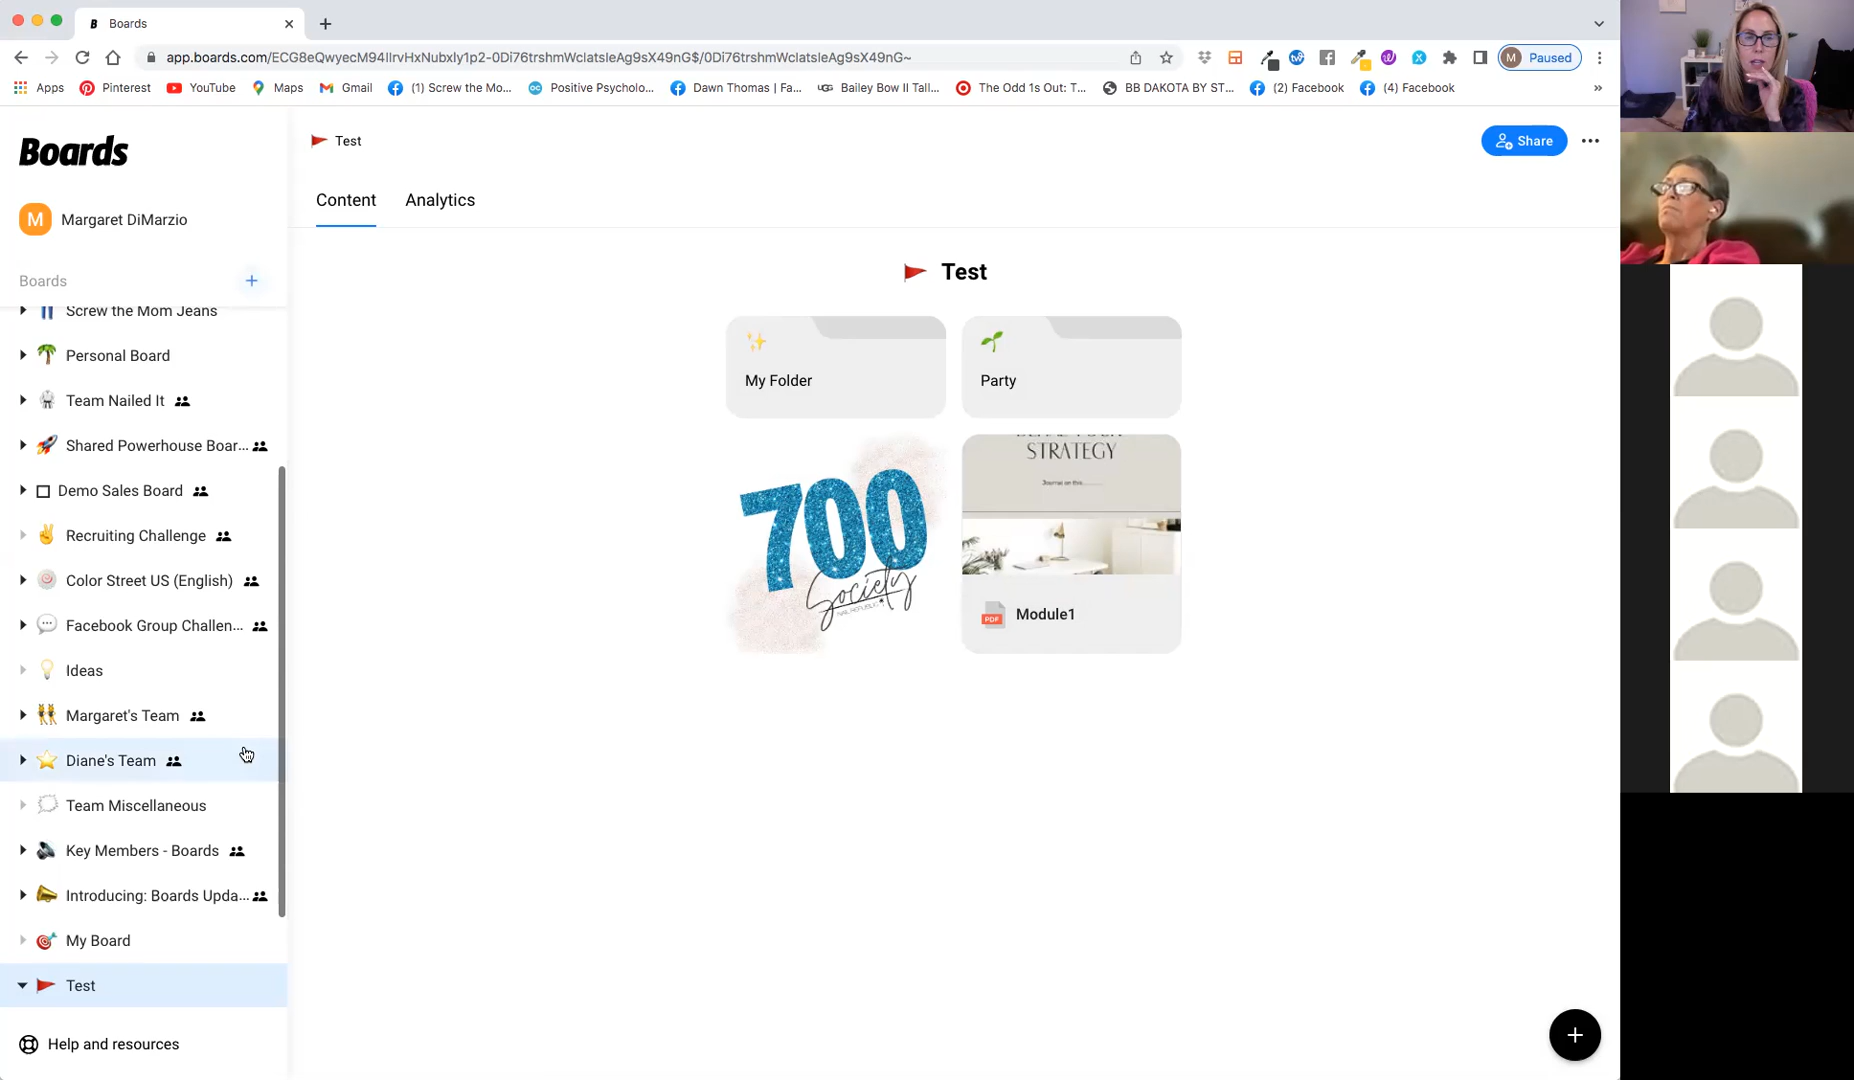 Boards
app.boards.com/ECG8eQwyecM94IlrvHxNubxly1p2-0Di76trshmWclatsleAg9sX49nG$/0Di76trshmWclatsleAg9sX49nG~
M Paused
Apps Pinterest YouTube Maps Gmail (1) Screw the Mo... Positive Psycholo... Dawn Thomas | Fa... Bailey Bow II Tall... The Odd 1s Out: T... BB DAKOTA BY ST... (2) Facebook (4) Facebook »
Boards
M Margaret DiMarzio
Boards +
Screw the Mom Jeans
Personal Board
Team Nailed It
Shared Powerhouse Boar...
Demo Sales Board
Recruiting Challenge
Color Street US (English)
Facebook Group Challen...
Ideas
Margaret's Team
Diane's Team
Team Miscellaneous
Key Members - Boards
Introducing: Boards Upda...
My Board
Test
Help and resources
Test
Share
Content Analytics
Test
My Folder
Party
700
Society
STRATEGY
Journal on this
PDF Module1